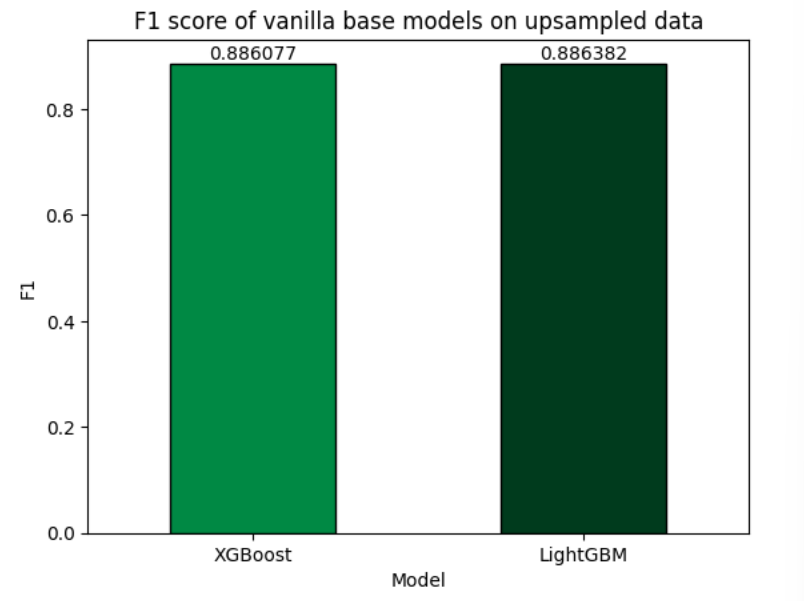 F1 score of vanilla base models on upsampled data
0.886077
0.886382
0.8
0.6
0.4
0.2
0.0
F1
XGBoost
LightGBM
Model